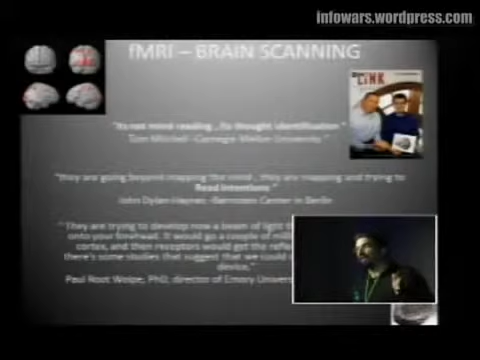 infowars.wordpress.com
fMRI – BRAIN SCANNING
LINK
"Its not mind reading...its thought identification"
Tom Mitchell -Carnegie Mellon University
"they are going beyond mapping the mind...they are mapping and trying to
Read Intentions"
John Dylan-Haynes -Bernstein Center in Berlin
"They are trying to develop now a beam of light t
onto your forehead. It would go a couple of m
cortex, and then receptors would get the refle
there's some studies that suggest that we could
device."
Paul Root Wolpe, PhD, director of Emory Univers